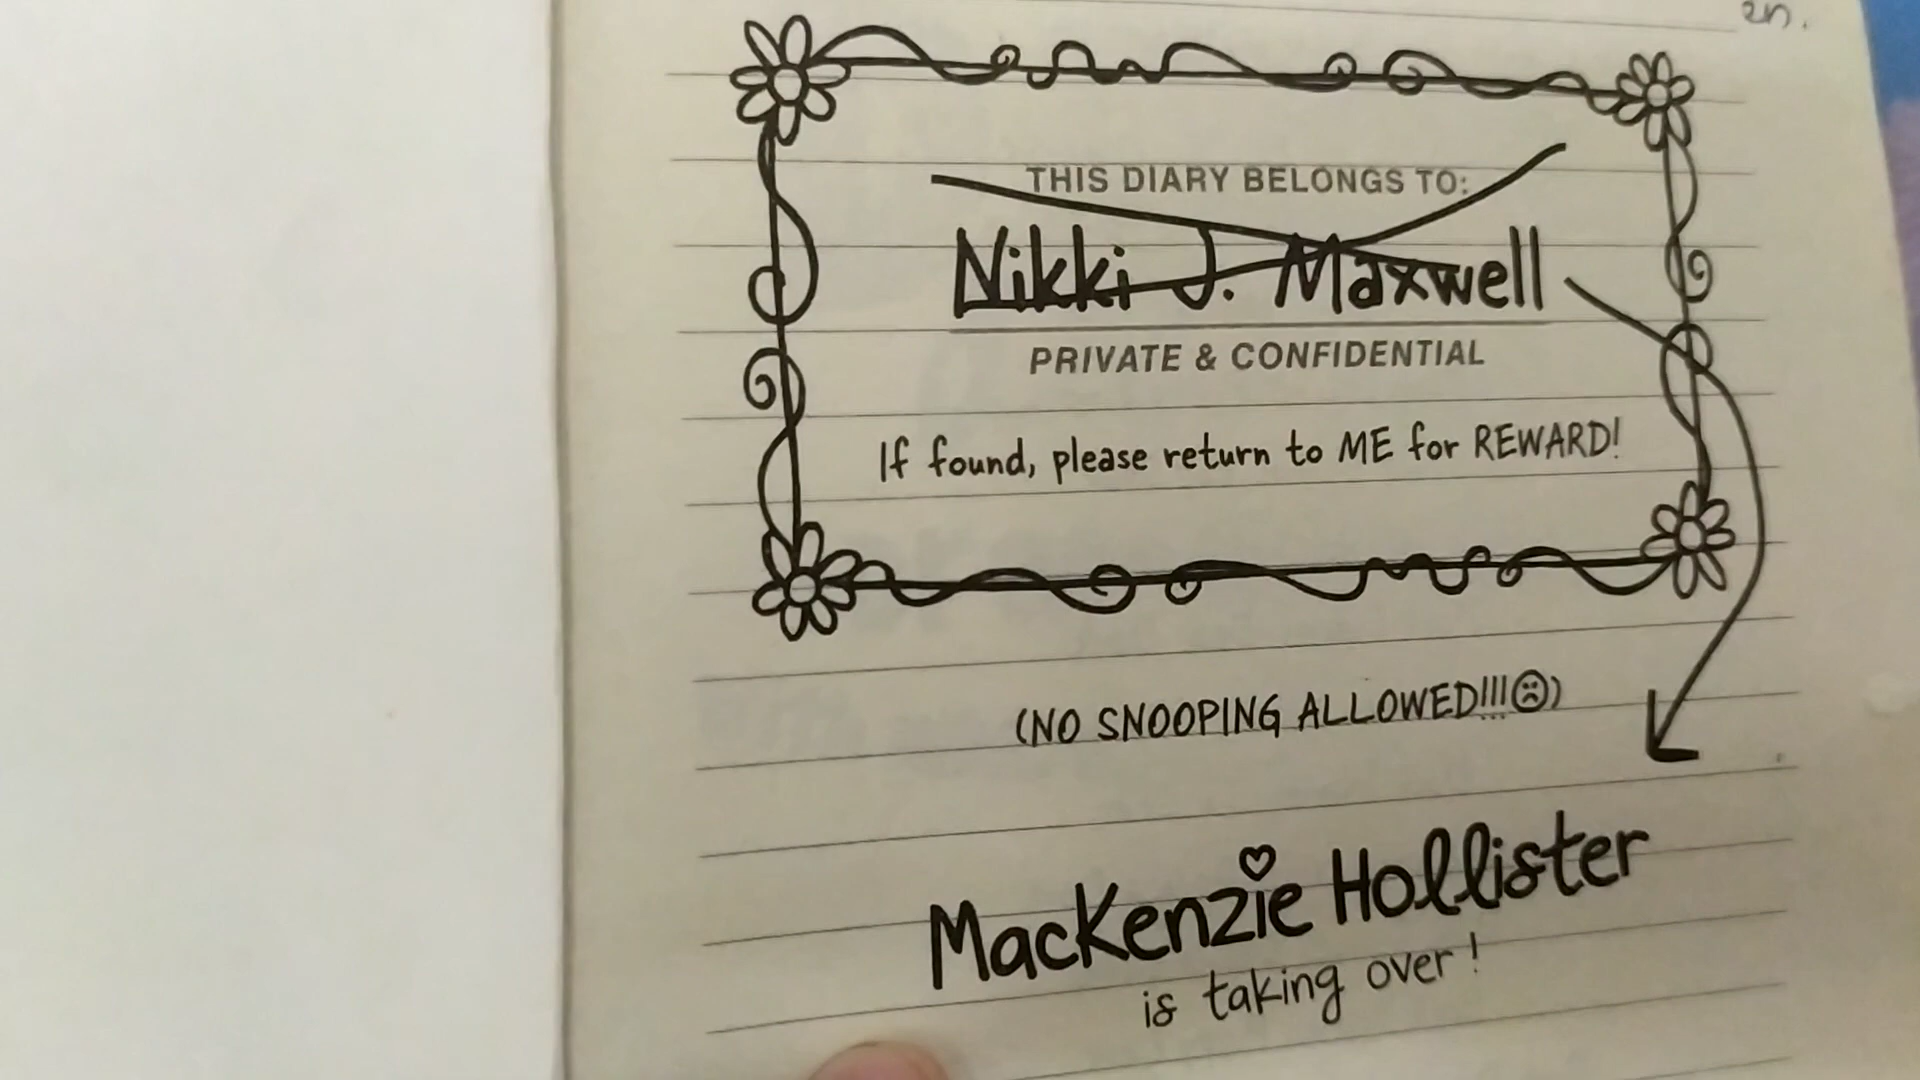 en.
THIS DIARY BELONGS TO:
Nikki J. Maxwell
PRIVATE & CONFIDENTIAL
If found, please return to ME for REWARD!
(NO SNOOPING ALLOWED!!!☹)
MacKenzie Hollister
is taking over!